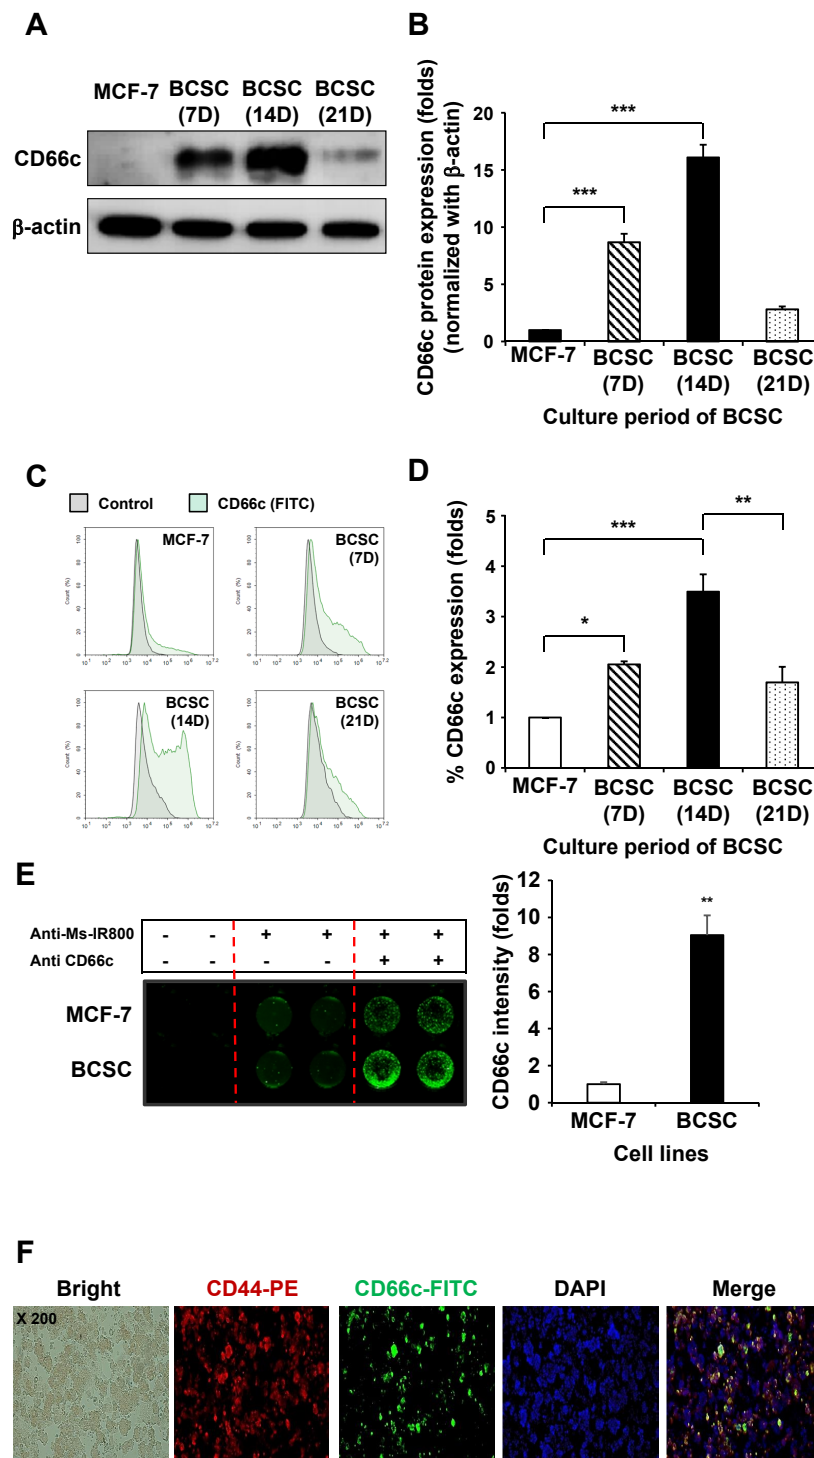 A
MCF-7 BCSC (7D) BCSC (14D) BCSC (21D)
CD66c
β-actin
B
CD66c protein expression (folds)
(normalized with β-actin)
20
15
10
5
0
***
***
MCF-7 BCSC (7D) BCSC (14D) BCSC (21D)
Culture period of BCSC
C
Control CD66c (FITC)
MCF-7
Count (%)
BCSC (7D)
Count (%)
BCSC (14D)
Count (%)
BCSC (21D)
Count (%)
D
% CD66c expression (folds)
5
4
3
2
1
0
*
***
**
MCF-7 BCSC (7D) BCSC (14D) BCSC (21D)
Culture period of BCSC
E
Anti-Ms-IR800 - - + + + +
Anti CD66c - - - - + +
MCF-7
BCSC
CD66c intensity (folds)
12
10
8
6
4
2
0
**
MCF-7 BCSC
Cell lines
F
Bright CD44-PE CD66c-FITC DAPI Merge
X 200